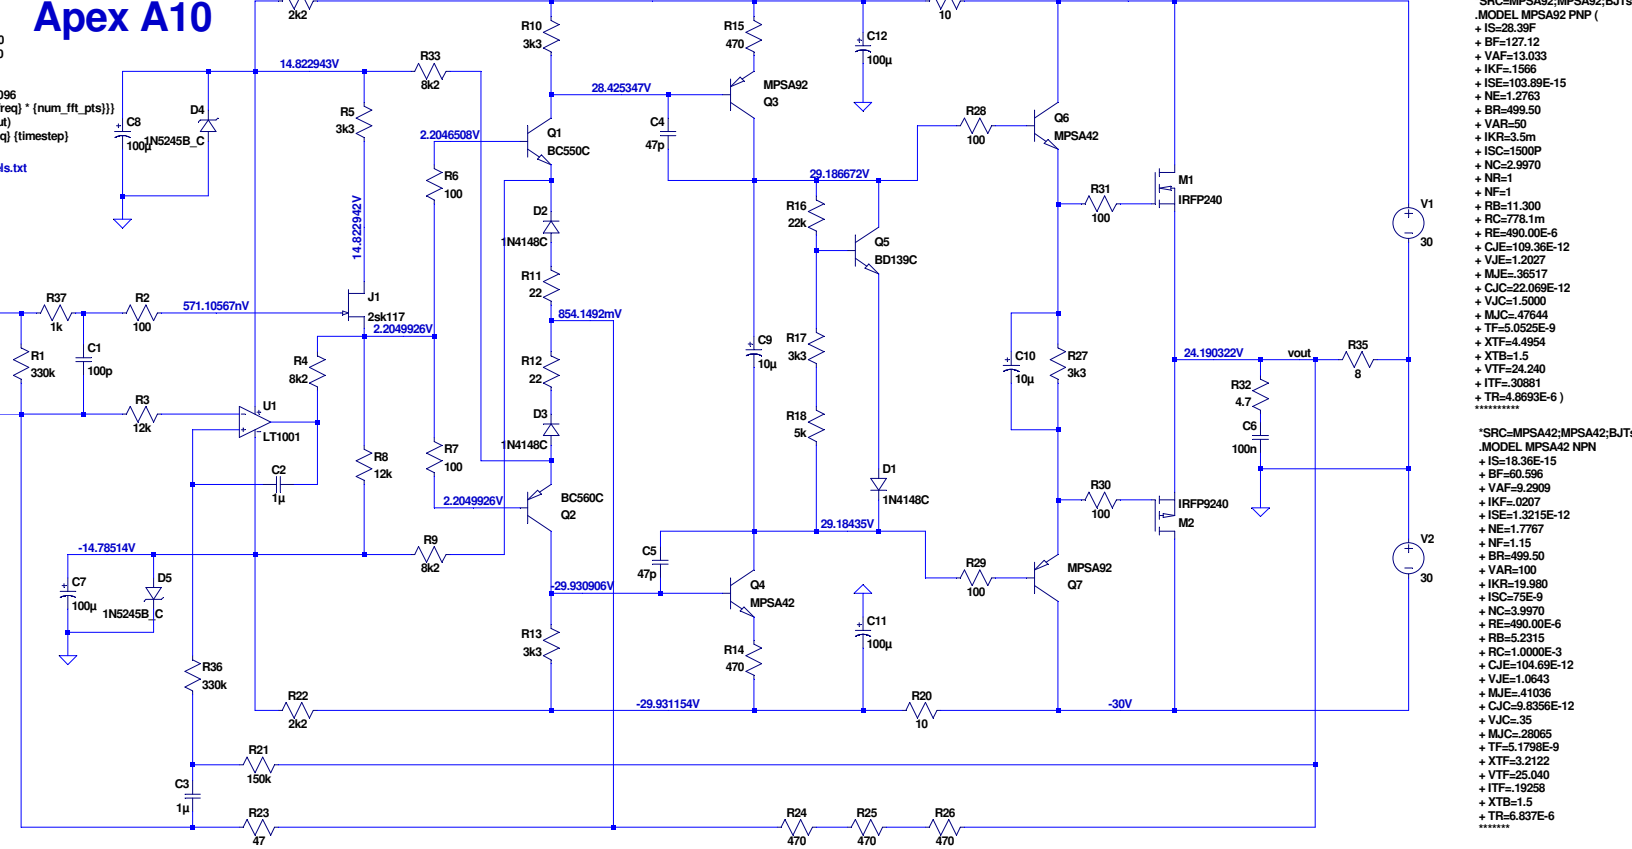 Apex A10
2k2
R10
3k3
R15
470
10
C12
100µ
0
0
096
freq} * {num_fft_pts}}}
ut)
q} {timestep}
els.txt
14.822943V
R33
8k2
C8
100µ
D4
1N5245B_C
R5
3k3
28.425347V
MPSA92
Q3
2.2046508V
Q1
BC550C
C4
47p
R28
100
Q6
MPSA42
R6
100
29.186672V
14.822942V
D2
1N4148C
R16
22k
Q5
BD139C
R31
100
M1
IRFP240
V1
30
R11
22
R37
1k
R2
100
571.10567nV
J1
2sk117
2.2049926V
854.1492mV
R1
330k
C1
100p
R4
8k2
R12
22
C9
10µ
R17
3k3
C10
10µ
R27
3k3
24.190322V
vout
R35
8
R32
4.7
R3
12k
U1
LT1001
D3
1N4148C
R18
5k
C6
100n
R8
12k
R7
100
C2
1µ
D1
1N4148C
2.2049926V
BC560C
Q2
R30
100
IRFP9240
M2
29.18435V
-14.78514V
R9
8k2
C5
47p
R29
100
MPSA92
Q7
V2
30
C7
100µ
D5
1N5245B_C
-29.930906V
Q4
MPSA42
C11
100µ
R13
3k3
R14
470
R36
330k
R22
2k2
-29.931154V
R20
10
-30V
R21
150k
C3
1µ
R23
47
R24
470
R25
470
R26
470
*SRC=MPSA92;MPSA92;BJTs
.MODEL MPSA92 PNP (
+ IS=28.39F
+ BF=127.12
+ VAF=13.033
+ IKF=.1566
+ ISE=103.89E-15
+ NE=1.2763
+ BR=499.50
+ VAR=50
+ IKR=3.5m
+ ISC=1500P
+ NC=2.9970
+ NR=1
+ NF=1
+ RB=11.300
+ RC=778.1m
+ RE=490.00E-6
+ CJE=109.36E-12
+ VJE=1.2027
+ MJE=.36517
+ CJC=22.069E-12
+ VJC=1.5000
+ MJC=.47644
+ TF=5.0525E-9
+ XTF=4.4954
+ XTB=1.5
+ VTF=24.240
+ ITF=.30881
+ TR=4.8693E-6 )
**********
*SRC=MPSA42;MPSA42;BJTs
.MODEL MPSA42 NPN
+ IS=18.36E-15
+ BF=60.596
+ VAF=9.2909
+ IKF=.0207
+ ISE=1.3215E-12
+ NE=1.7767
+ NF=1.15
+ BR=499.50
+ VAR=100
+ IKR=19.980
+ ISC=75E-9
+ NC=3.9970
+ RE=490.00E-6
+ RB=5.2315
+ RC=1.0000E-3
+ CJE=104.69E-12
+ VJE=1.0643
+ MJE=.41036
+ CJC=9.8356E-12
+ VJC=.35
+ MJC=.28065
+ TF=5.1798E-9
+ XTF=3.2122
+ VTF=25.040
+ ITF=.19258
+ XTB=1.5
+ TR=6.837E-6
*******